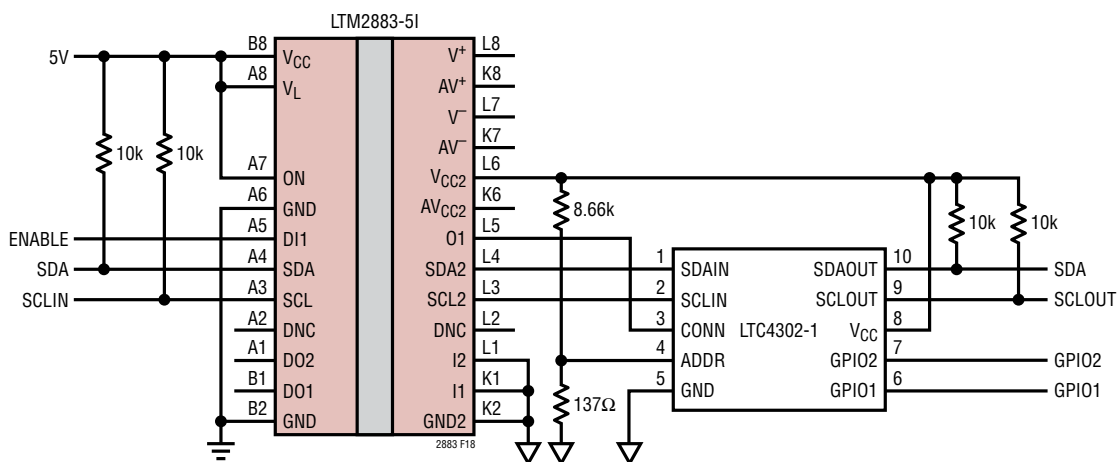 LTM2883-5I
5V
10k
10k
ENABLE
SDA
SCLIN
B8
A8
A7
A6
A5
A4
A3
A2
A1
B1
B2
VCC
VL
ON
GND
DI1
SDA
SCL
DNC
DO2
DO1
GND
V+
AV+
V–
AV–
VCC2
AVCC2
O1
SDA2
SCL2
DNC
I2
I1
GND2
L8
K8
L7
K7
L6
K6
L5
L4
L3
L2
L1
K1
K2
2883 F18
8.66k
137Ω
1
2
3
4
5
SDAIN
SCLIN
CONN
ADDR
GND
LTC4302-1
SDAOUT
SCLOUT
VCC
GPIO2
GPIO1
10
9
8
7
6
10k
10k
SDA
SCLOUT
GPIO2
GPIO1